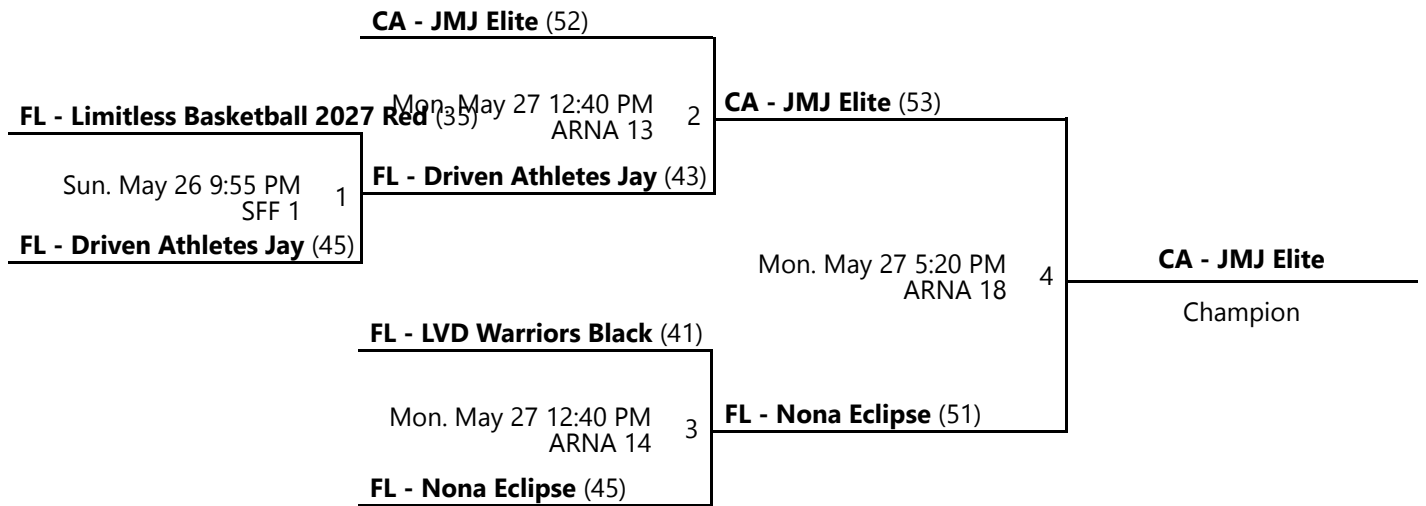 CA - JMJ Elite (52)
FL - Limitless Basketball 2027 Red (35)
Mon. May 27 12:40 PM
ARNA 13
2
CA - JMJ Elite (53)
Sun. May 26 9:55 PM
SFF 1
1
FL - Driven Athletes Jay (43)
FL - Driven Athletes Jay (45)
Mon. May 27 5:20 PM
ARNA 18
4
CA - JMJ Elite
Champion
FL - LVD Warriors Black (41)
Mon. May 27 12:40 PM
ARNA 14
3
FL - Nona Eclipse (51)
FL - Nona Eclipse (45)